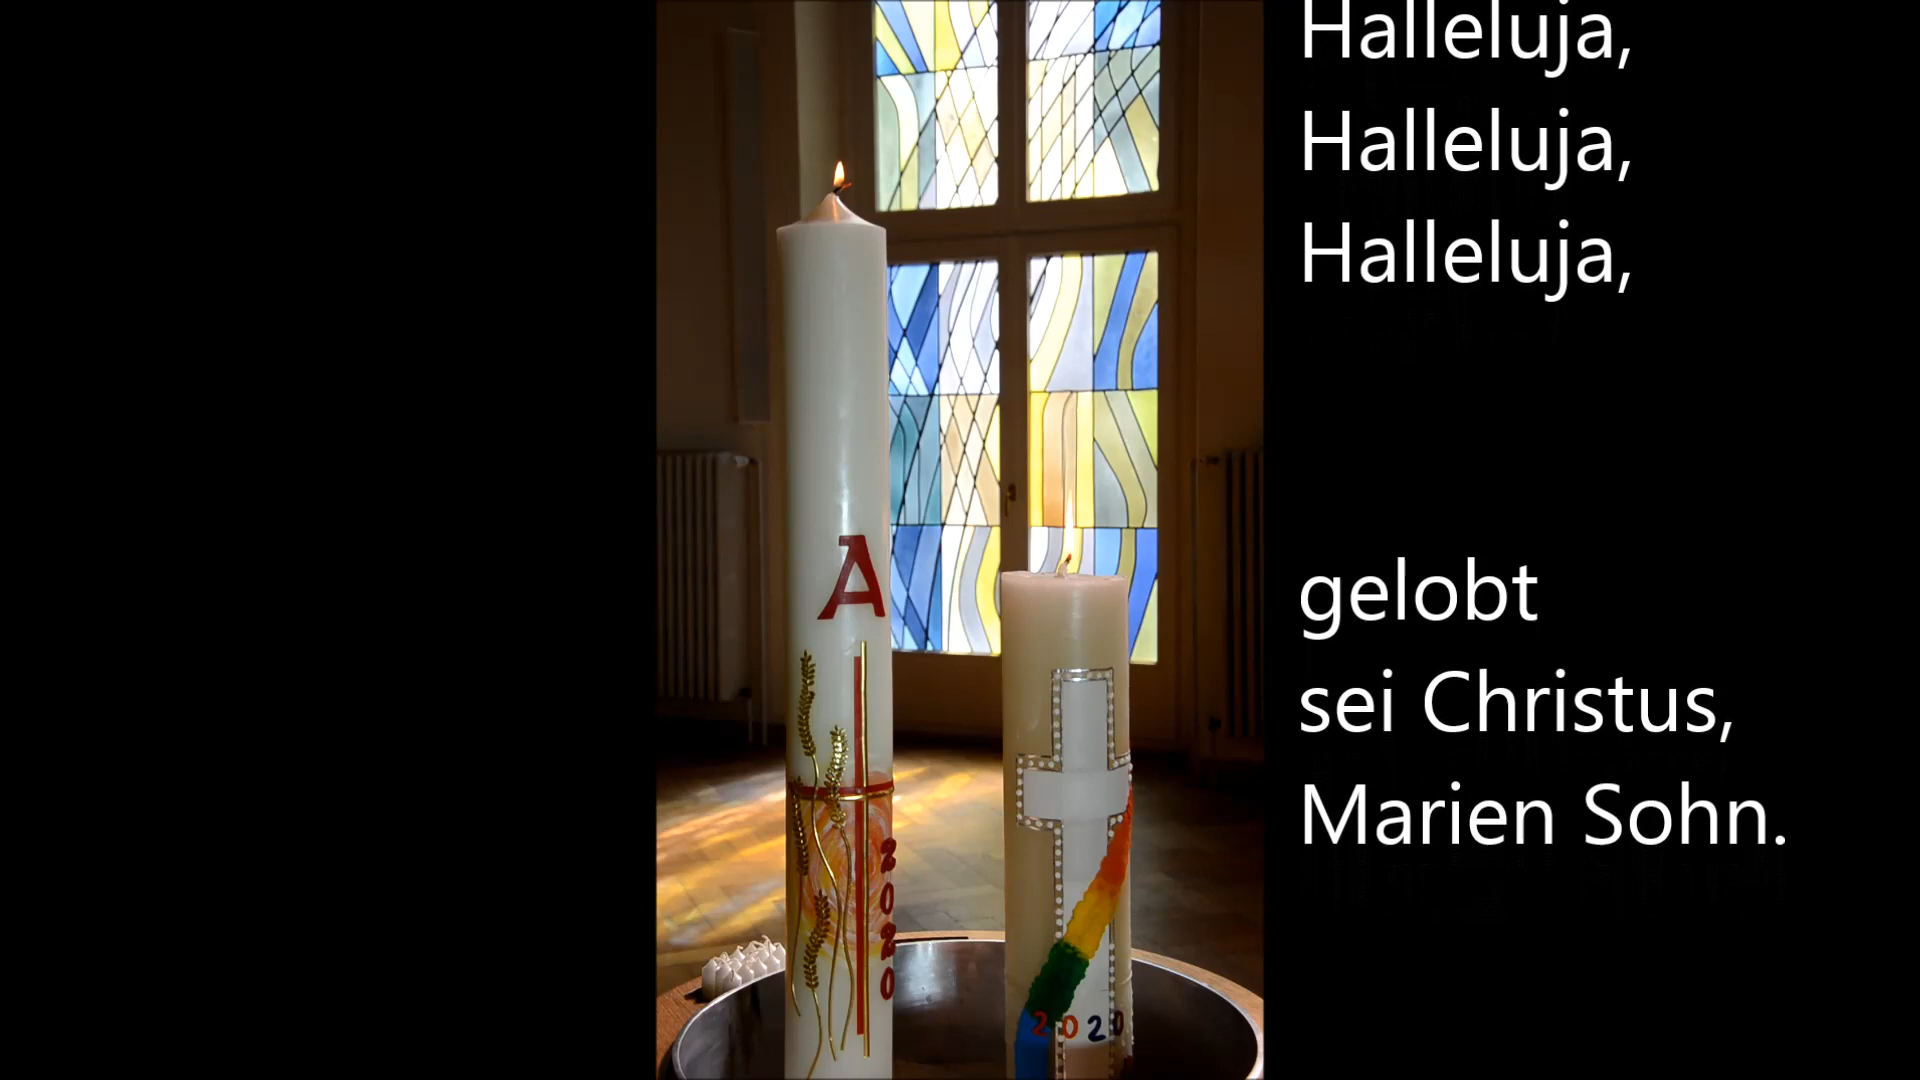 Halleluja,
Halleluja,
Halleluja,
gelobt
sei Christus,
Marien Sohn.
A
2020
2020